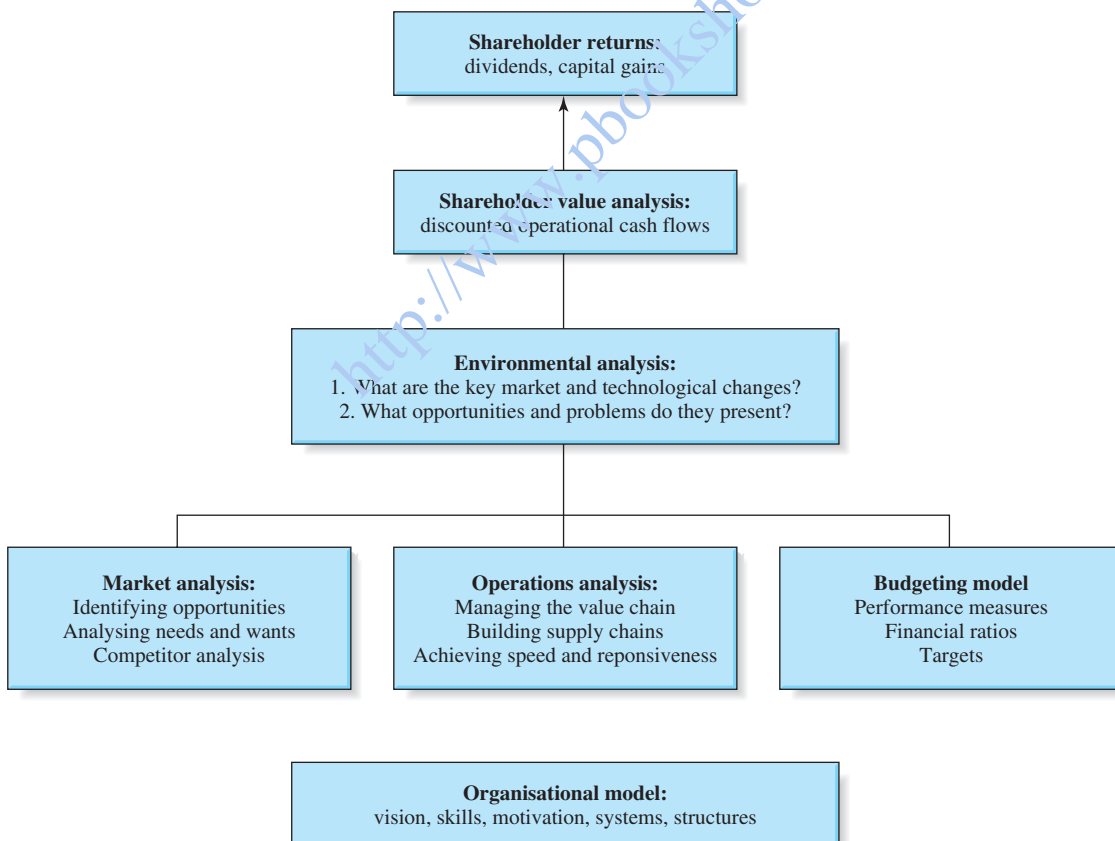 Shareholder returns:
dividends, capital gains
Shareholder value analysis:
discounted operational cash flows
Environmental analysis:
1. What are the key market and technological changes?
2. What opportunities and problems do they present?
Market analysis:
Identifying opportunities
Analysing needs and wants
Competitor analysis
Operations analysis:
Managing the value chain
Building supply chains
Achieving speed and reponsiveness
Budgeting model
Performance measures
Financial ratios
Targets
Organisational model:
vision, skills, motivation, systems, structures